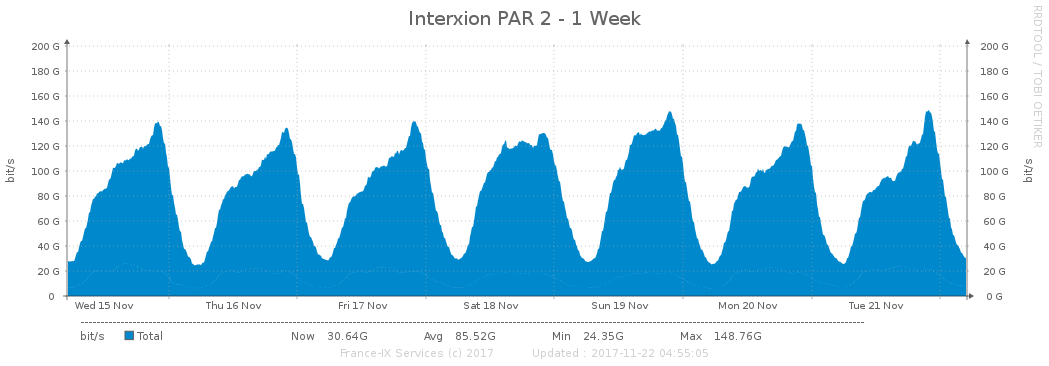 Interxion PAR 2 - 1 Week
RRDTOOL / TOBI OETIKER
200 G 200 G
180 G 180 G
160 G 160 G
140 G 140 G
120 G 120 G
100 G 100 G
80 G 80 G
60 G 60 G
40 G 40 G
20 G 20 G
0 0 G
bit/s bit/s
Wed 15 Nov Thu 16 Nov Fri 17 Nov Sat 18 Nov Sun 19 Nov Mon 20 Nov Tue 21 Nov
bit/s Total Now 30.64G Avg 85.52G Min 24.35G Max 148.76G
France-IX Services (c) 2017 Updated : 2017-11-22 04:55:05